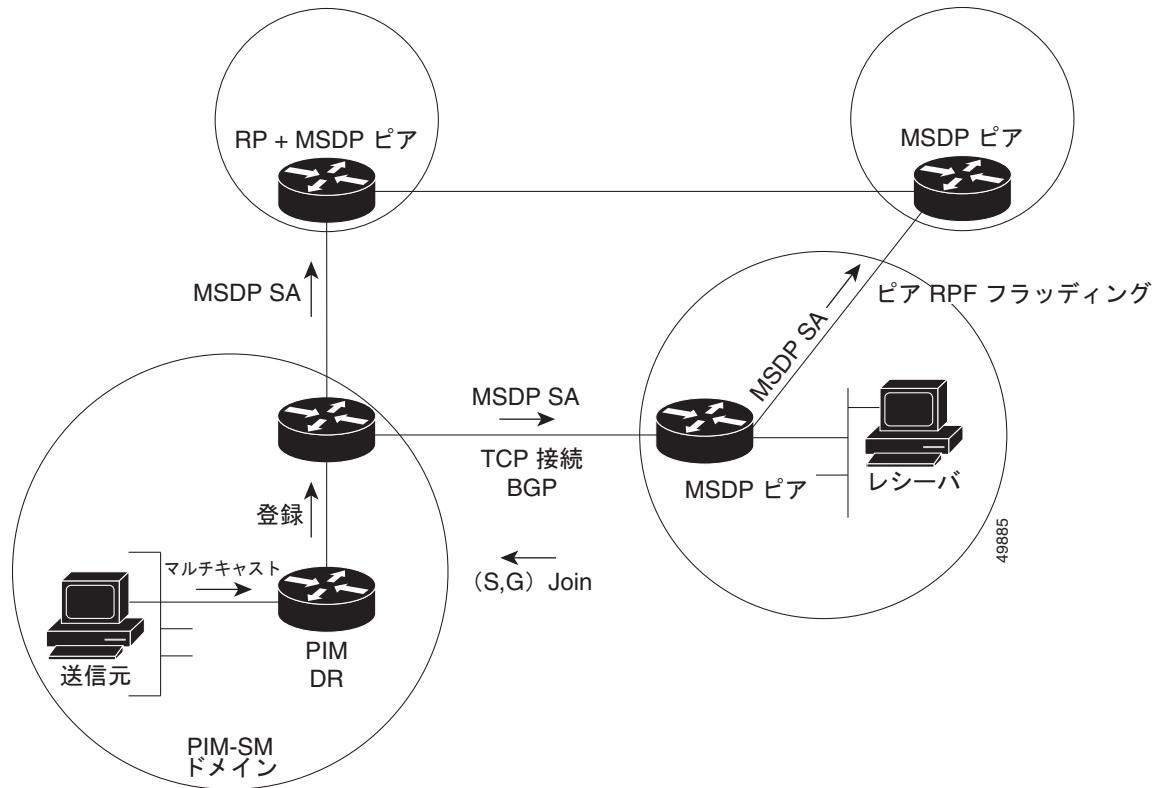 RP + MSDP ピア
MSDP ピア
MSDP SA
ピア RPF フラッディング
MSDP SA
MSDP SA
TCP 接続
BGP
MSDP ピア
レシーバ
登録
マルチキャスト
(S,G) Join
49885
送信元
PIM
DR
PIM-SM
ドメイン